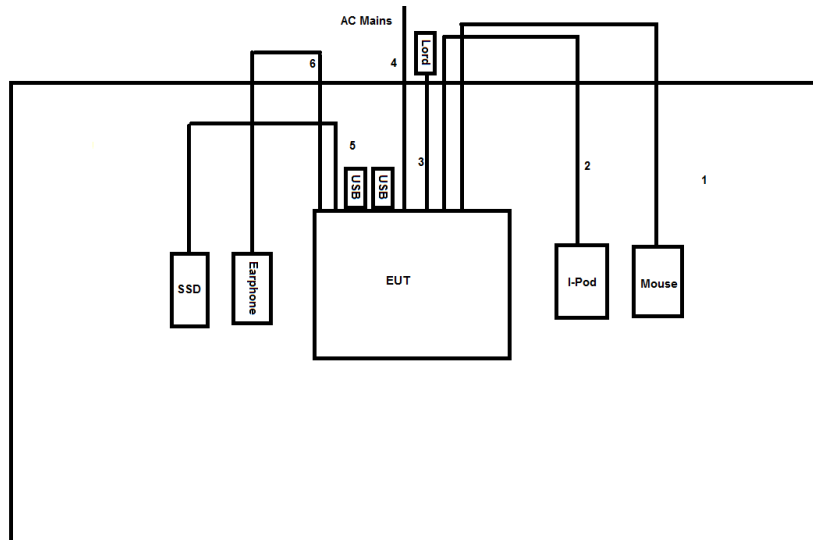 AC Mains
Lord
6
4
5
3
2
1
USB
USB
EUT
SSD
Earphone
I-Pod
Mouse